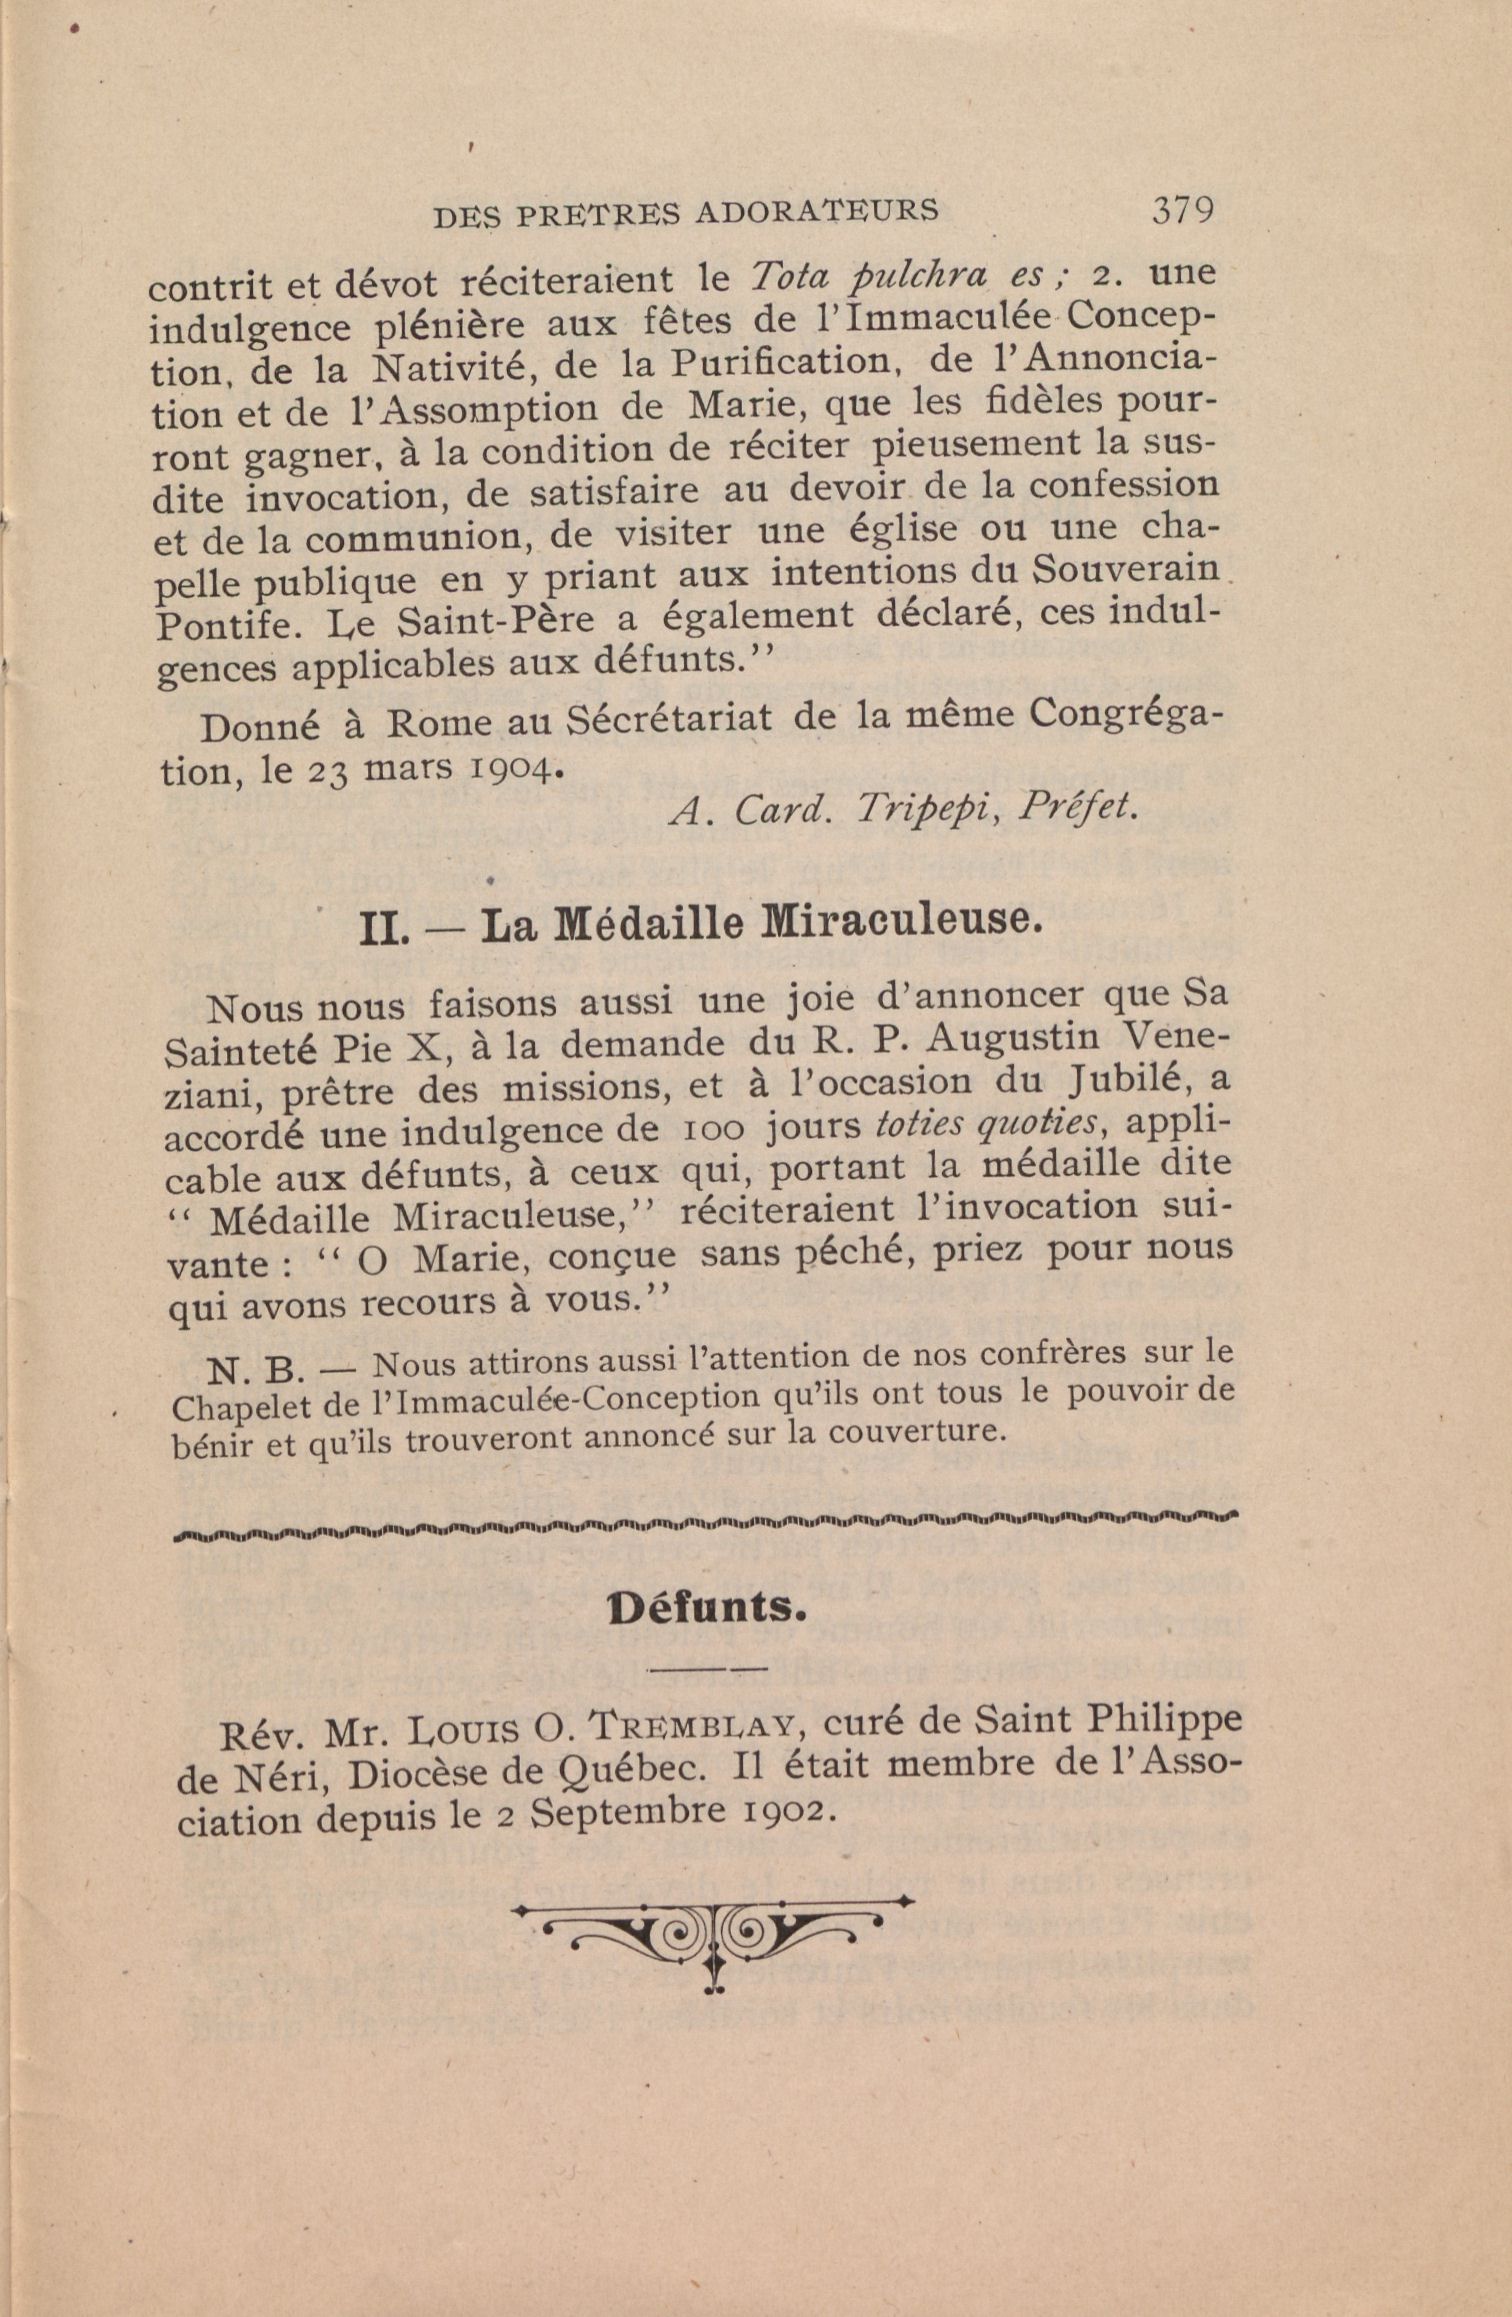 DES PRETRES ADORATEURS 379
contrit et dévot réciteraient le Tota pulchra es ; 2. une
indulgence plénière aux fêtes de l'Immaculée Concep-
tion, de la Nativité, de la Purification, de l'Annoncia-
tion et de l'Assomption de Marie, que les fidèles pour-
ront gagner, à la condition de réciter pieusement la sus-
dite invocation, de satisfaire au devoir de la confession
et de la communion, de visiter une église ou une cha-
pelle publique en y priant aux intentions du Souverain
Pontife. Le Saint-Père a également déclaré, ces indul-
gences applicables aux défunts.''
Donné à Rome au Sécrétariat de la même Congréga-
tion, le 23 mars 1904.
A. Card. Tripepi, Préfet.
II. — La Médaille Miraculeuse.
Nous nous faisons aussi une joie d'annoncer que Sa
Sainteté Pie X, à la demande du R. P. Augustin Vene-
ziani, prêtre des missions, et à l'occasion du Jubilé, a
accordé une indulgence de 100 jours toties quoties, appli-
cable aux défunts, à ceux qui, portant la médaille dite
“ Médaille Miraculeuse,'' réciteraient l'invocation sui-
vante : “ O Marie, conçue sans péché, priez pour nous
qui avons recours à vous.''
N. B. — Nous attirons aussi l'attention de nos confrères sur le
Chapelet de l'Immaculée-Conception qu'ils ont tous le pouvoir de
bénir et qu'ils trouveront annoncé sur la couverture.
Défunts.
Rév. Mr. LOUIS O. TREMBLAY, curé de Saint Philippe
de Néri, Diocèse de Québec. Il était membre de l'Asso-
ciation depuis le 2 Septembre 1902.